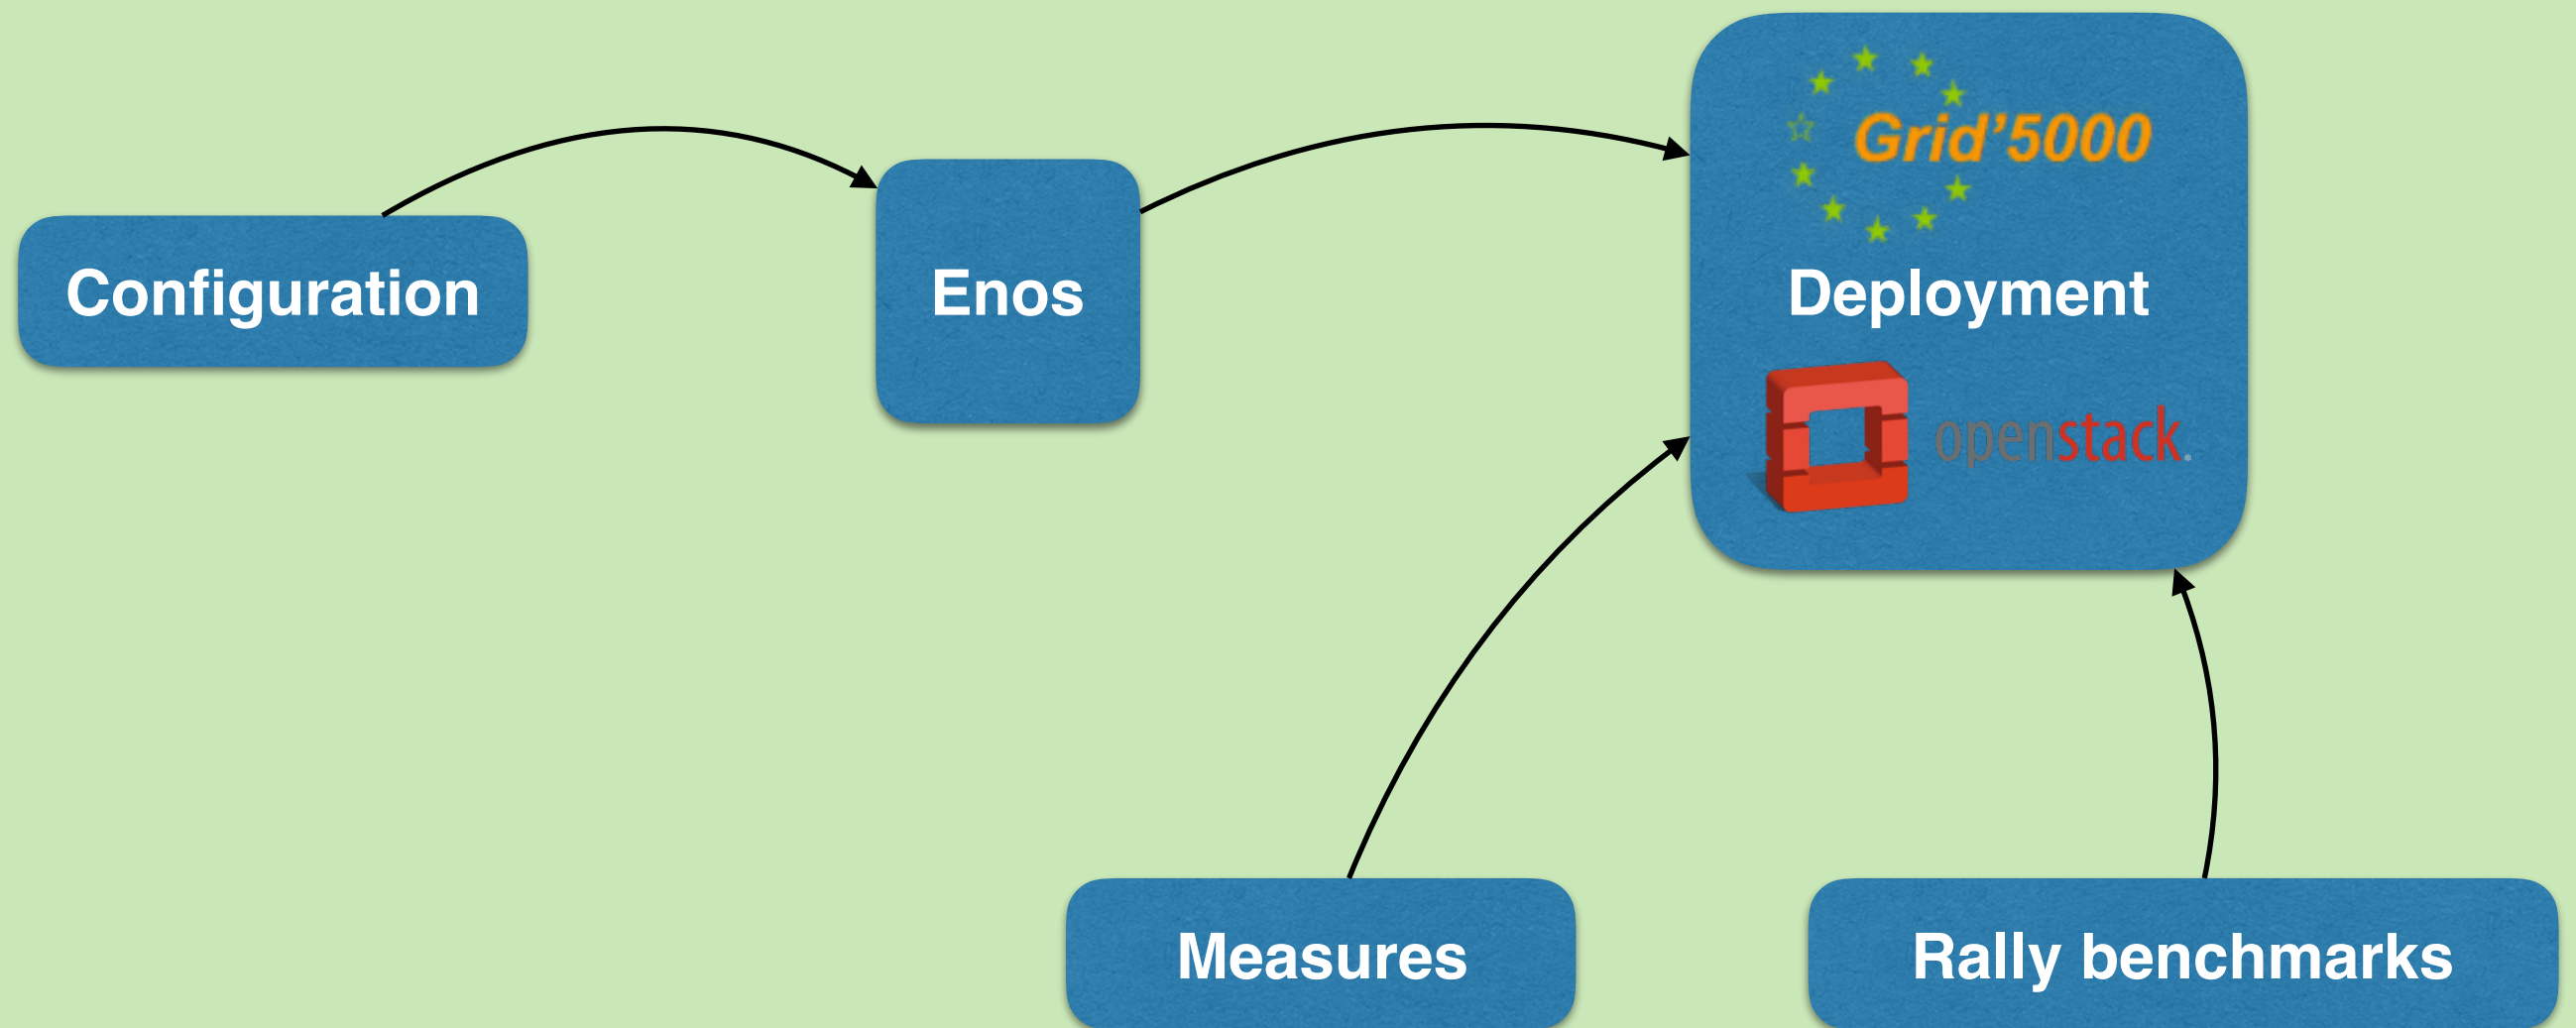 Configuration
Enos
Grid'5000
Deployment
openstack.
Measures
Rally benchmarks